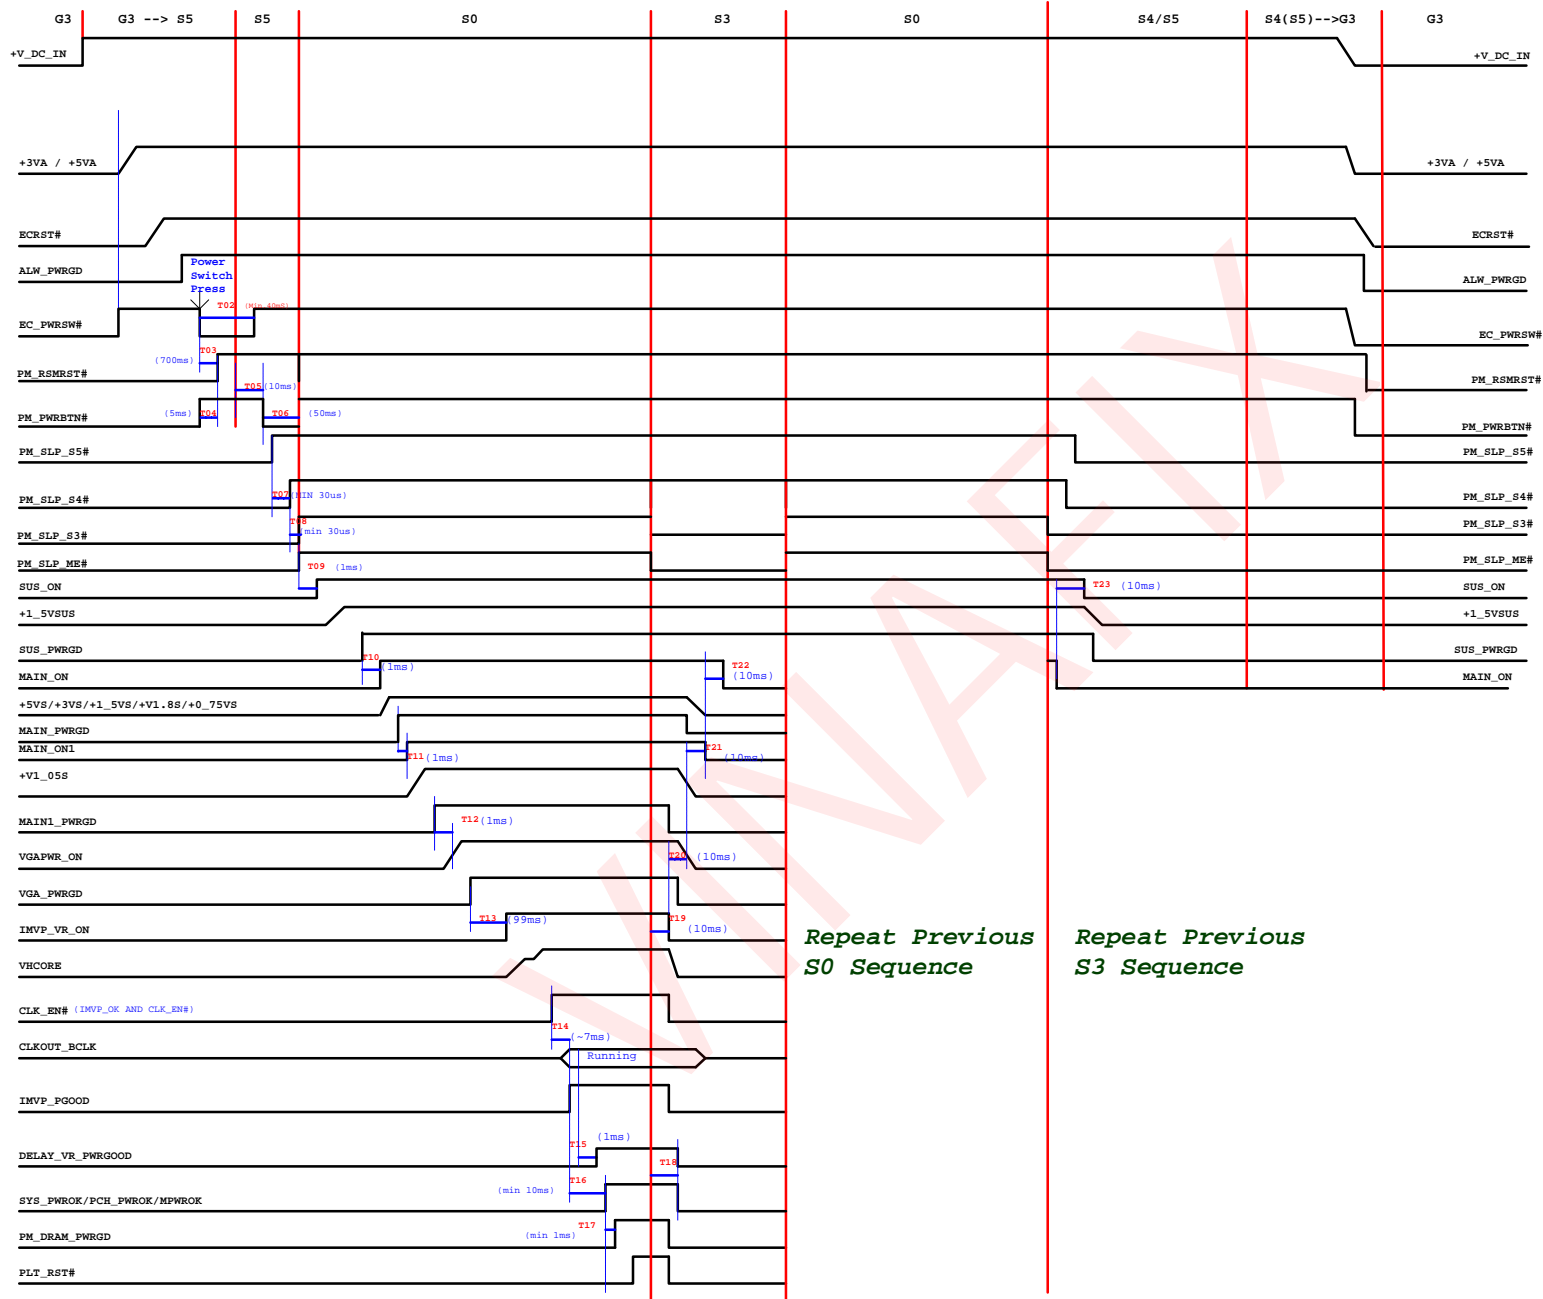 G3 G3 --> S5 S5 S0 S3 S0 S4/S5 S4(S5)-->G3 G3
+V_DC_IN +V_DC_IN
+3VA / +5VA +3VA / +5VA
ECRST# ECRST#
ALW_PWRGD ALW_PWRGD
Power
Switch
Press
T02 (Min 40mS)
EC_PWRSW# EC_PWRSW#
T03
(700ms)
PM_RSMRST# PM_RSMRST#
T05 (10ms)
PM_PWRBTN# (5ms) T04 T06 (50ms) PM_PWRBTN#
PM_SLP_S5# PM_SLP_S5#
PM_SLP_S4# T07 (MIN 30us) PM_SLP_S4#
T08
PM_SLP_S3# (min 30us) PM_SLP_S3#
PM_SLP_ME# T09 (1ms) PM_SLP_ME#
SUS_ON T23 (10ms) SUS_ON
+1_5VSUS +1_5VSUS
SUS_PWRGD SUS_PWRGD
T10 (1ms) T22
MAIN_ON (10ms) MAIN_ON
+5VS/+3VS/+1_5VS/+V1.8S/+0_75VS
MAIN_PWRGD
MAIN_ON1 T21
T11 (1ms) (10ms)
+V1_05S
MAIN1_PWRGD T12 (1ms)
VGAPWR_ON T20 (10ms)
VGA_PWRGD
T13 (99ms) T19
IMVP_VR_ON (10ms)
Repeat Previous
S0 Sequence
Repeat Previous
S3 Sequence
VHCORE
CLK_EN# (IMVP_OK AND CLK_EN#)
T14
(~7ms)
CLKOUT_BCLK Running
IMVP_PGOOD
(1ms)
T15
DELAY_VR_PWRGOOD T18
T16
(min 10ms)
SYS_PWROK/PCH_PWROK/MPWROK
T17
PM_DRAM_PWRGD (min 1ms)
PLT_RST#
VINAFIX